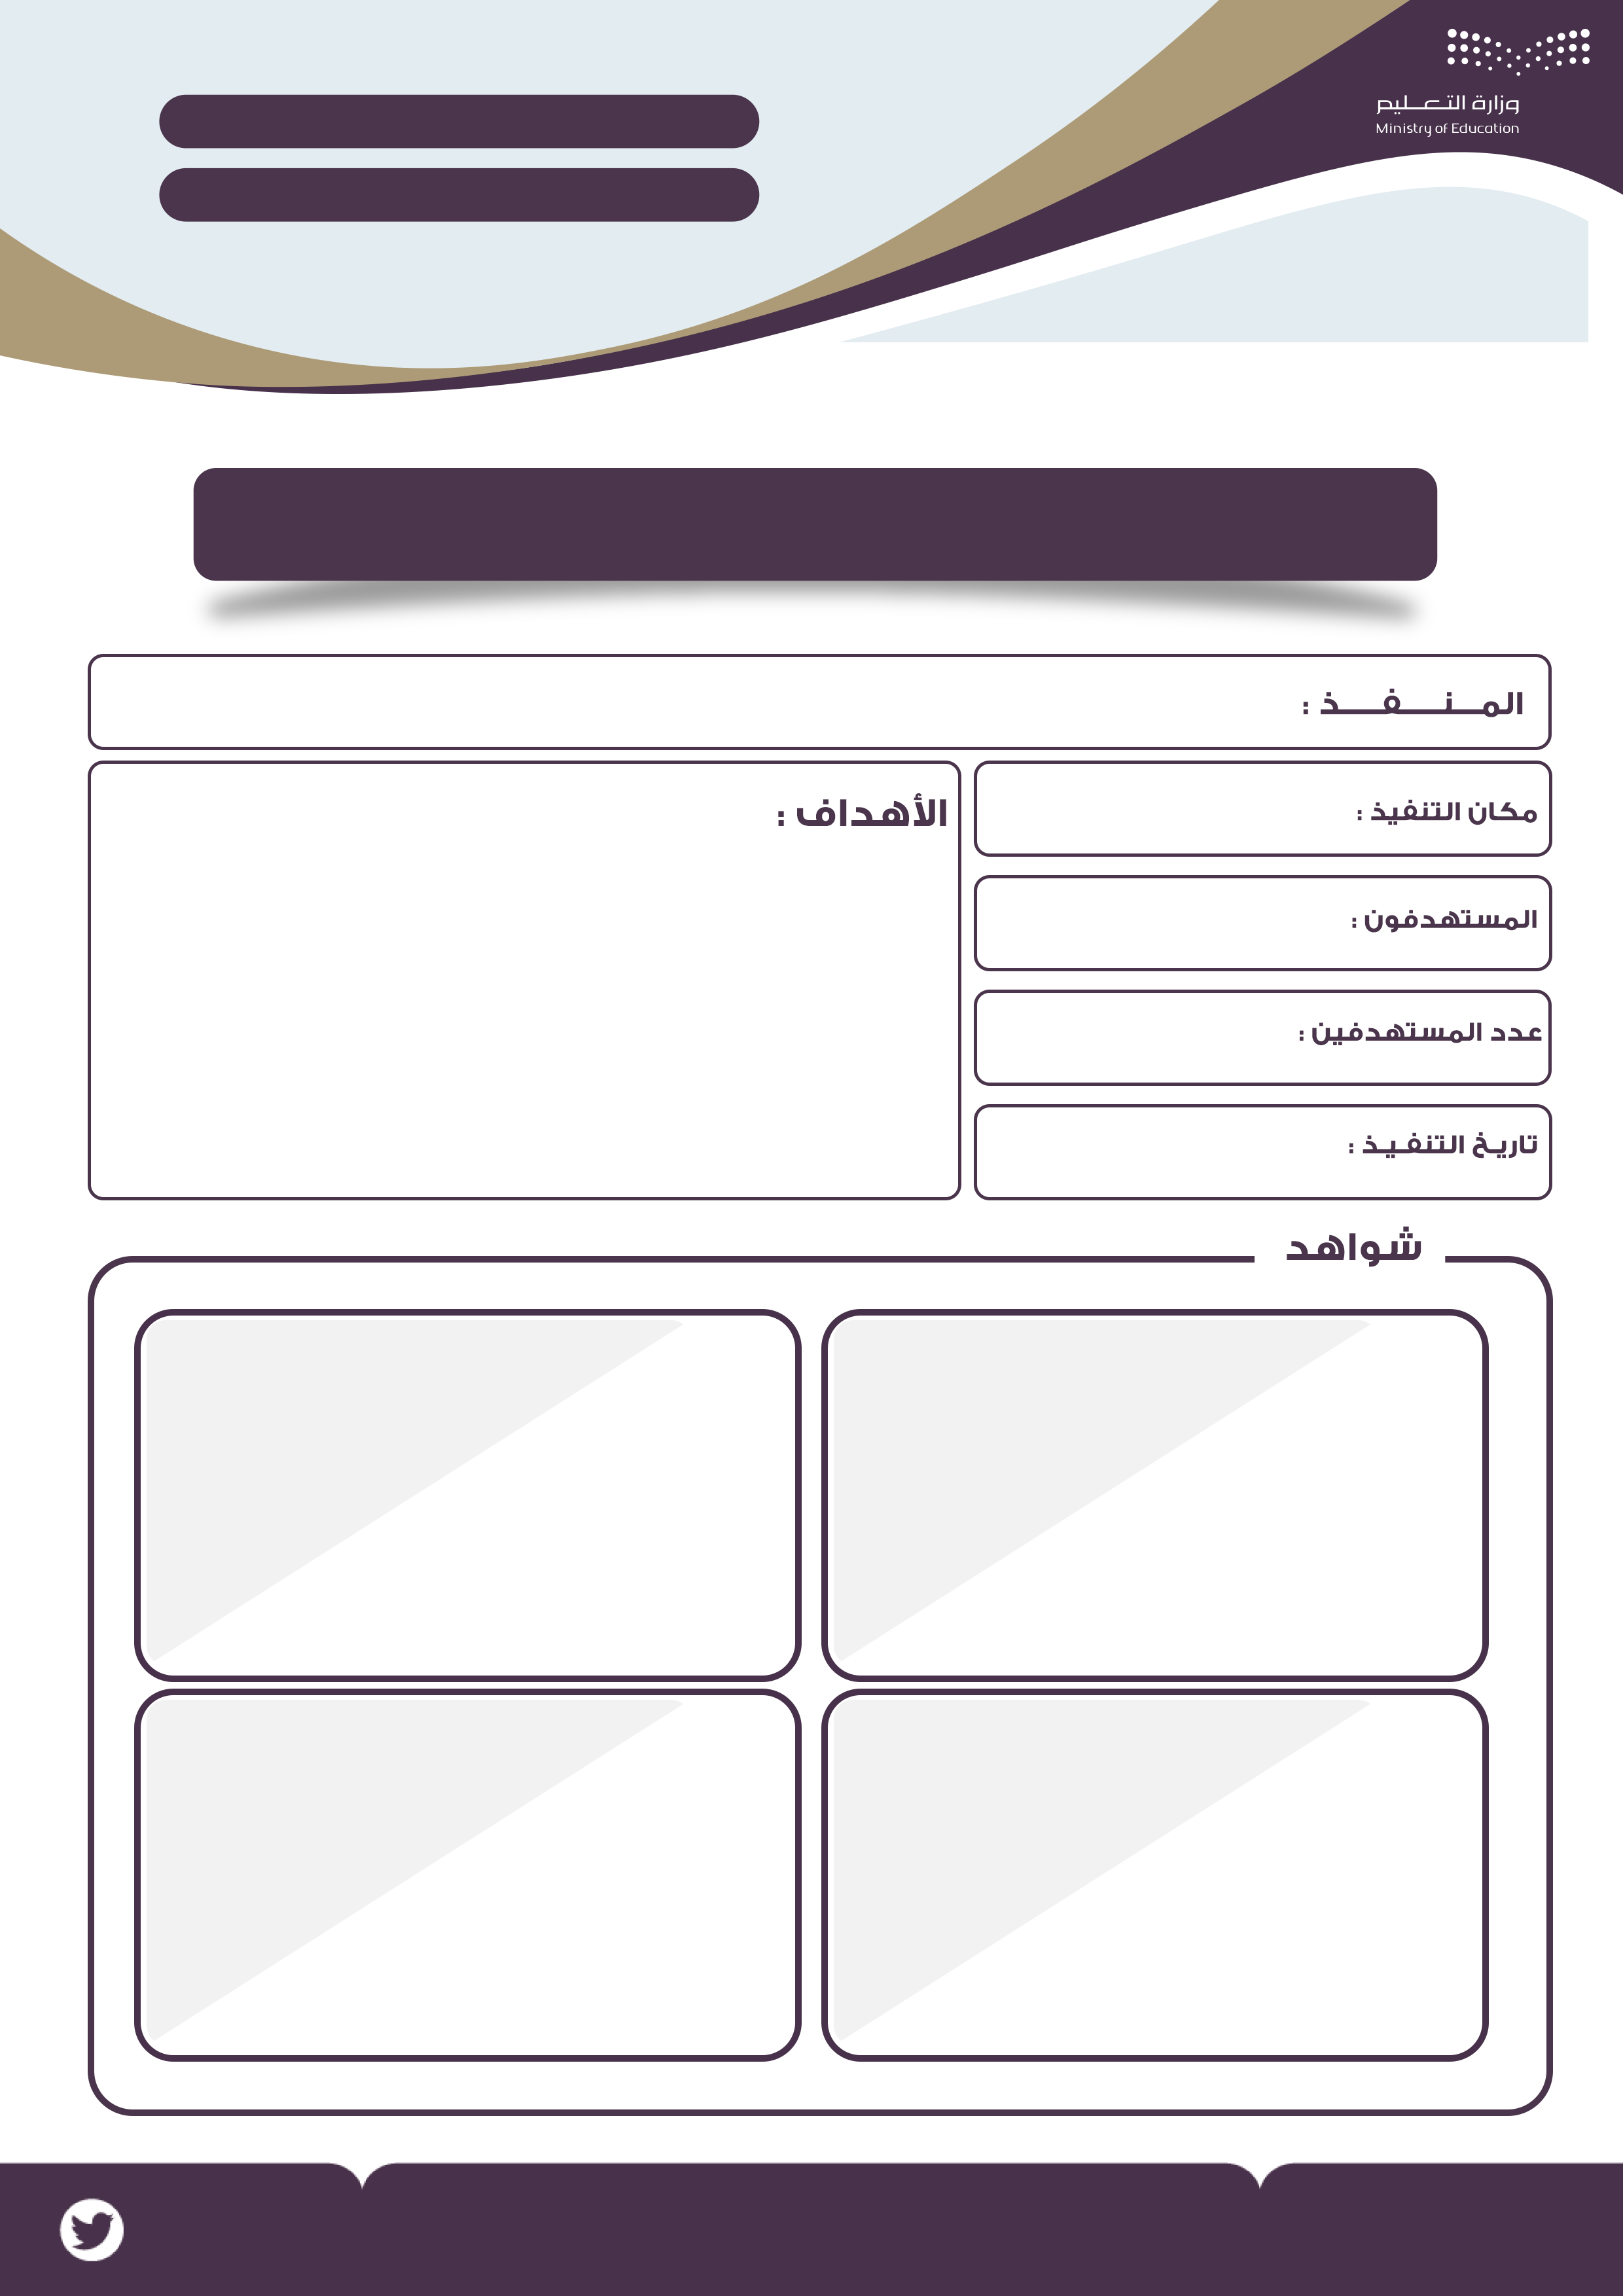 وزارة التعليم
Ministry of Education
المنفذ :
مكان التنفيذ :
الأهداف :
المستهدفون :
عدد المستهدفين :
تاريخ التنفيذ :
شواهد